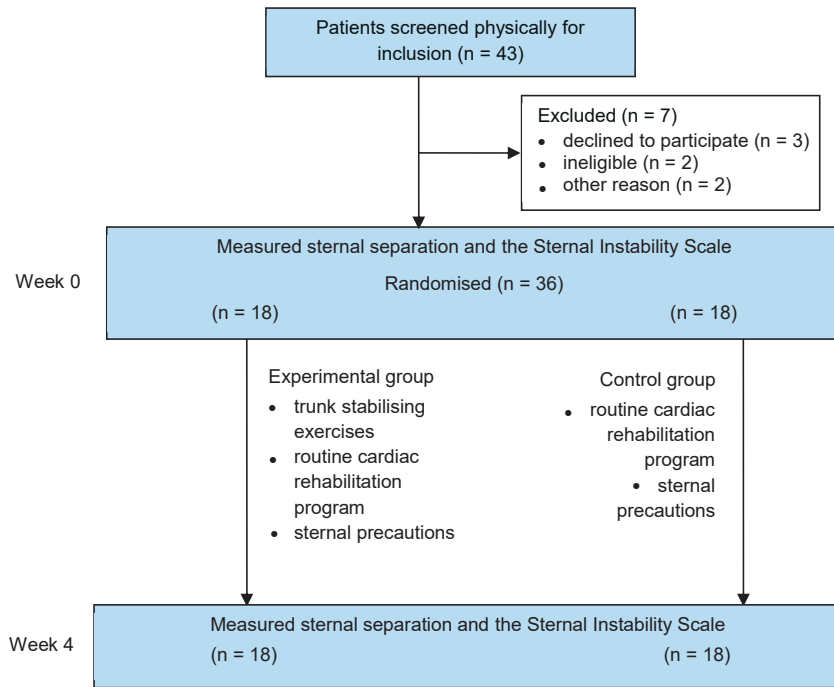 Patients screened physically for
inclusion (n = 43)
Excluded (n = 7)
• declined to participate (n = 3)
• ineligible (n = 2)
• other reason (n = 2)
Measured sternal separation and the Sternal Instability Scale
Week 0
Randomised (n = 36)
(n = 18)
(n = 18)
Experimental group
• trunk stabilising
exercises
• routine cardiac
rehabilitation
program
• sternal precautions
Control group
• routine cardiac
rehabilitation
program
• sternal
precautions
Week 4
Measured sternal separation and the Sternal Instability Scale
(n = 18)
(n = 18)